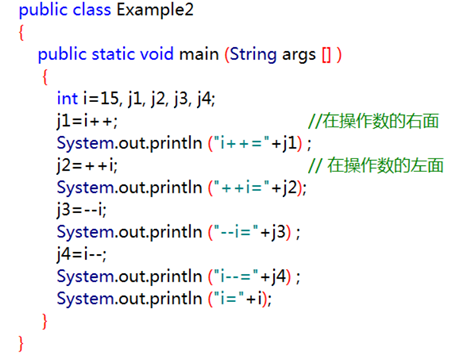 public class Example2
{
public static void main (String args [] )
{
int i=15, j1, j2, j3, j4;
j1=i++; //在操作数的右面
System.out.println ("i++="+j1) ;
j2=++i; // 在操作数的左面
System.out.println ("++i="+j2);
j3=--i;
System.out.println ("--i="+j3) ;
j4=i--;
System.out.println ("i--="+j4) ;
System.out.println ("i="+i);
}
}